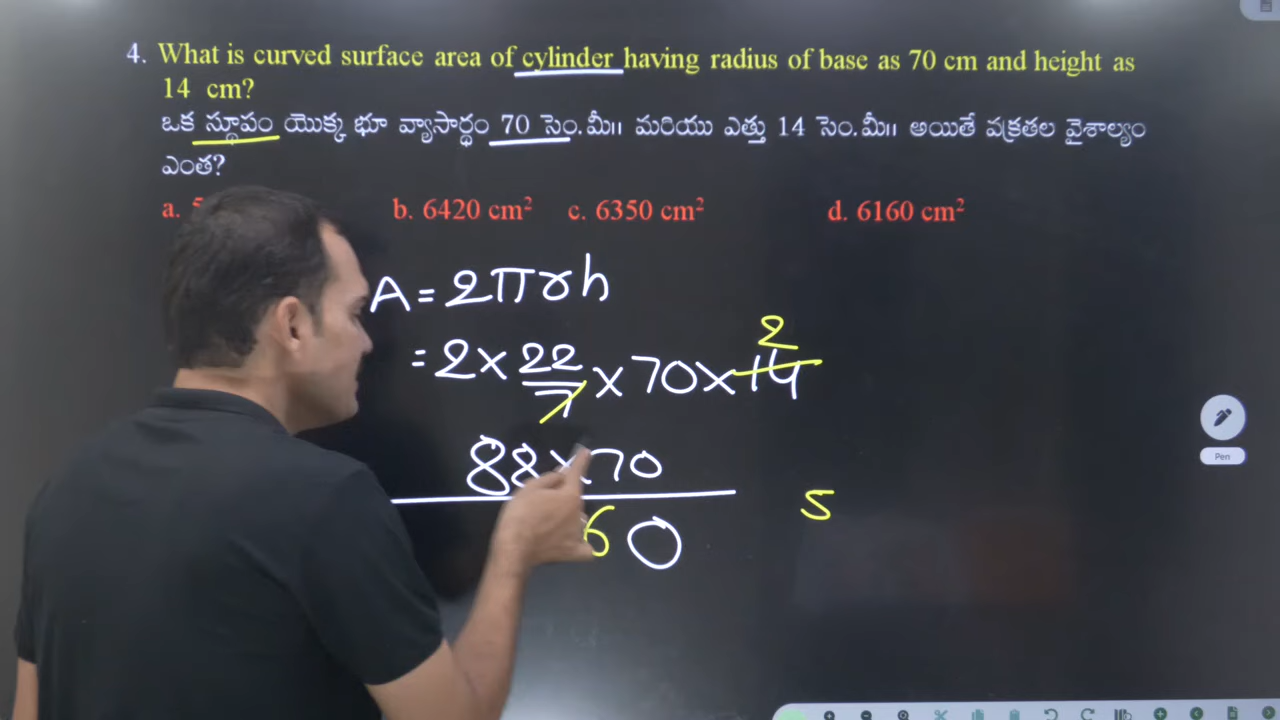 4. What is curved surface area of cylinder having radius of base as 70 cm and height as
14 cm?
ఒక స్థూపం యొక్క భూ వ్యాసార్ధం 70 సెం.మీ॥ మరియు ఎత్తు 14 సెం.మీ॥ అయితే వక్రతల వైశాల్యం
ఎంత?
a. 5 b. 6420 cm² c. 6350 cm² d. 6160 cm²
A = 2πrh
2
= 2 × 22/7 × 70 × 14
88×70
60
5
Pen